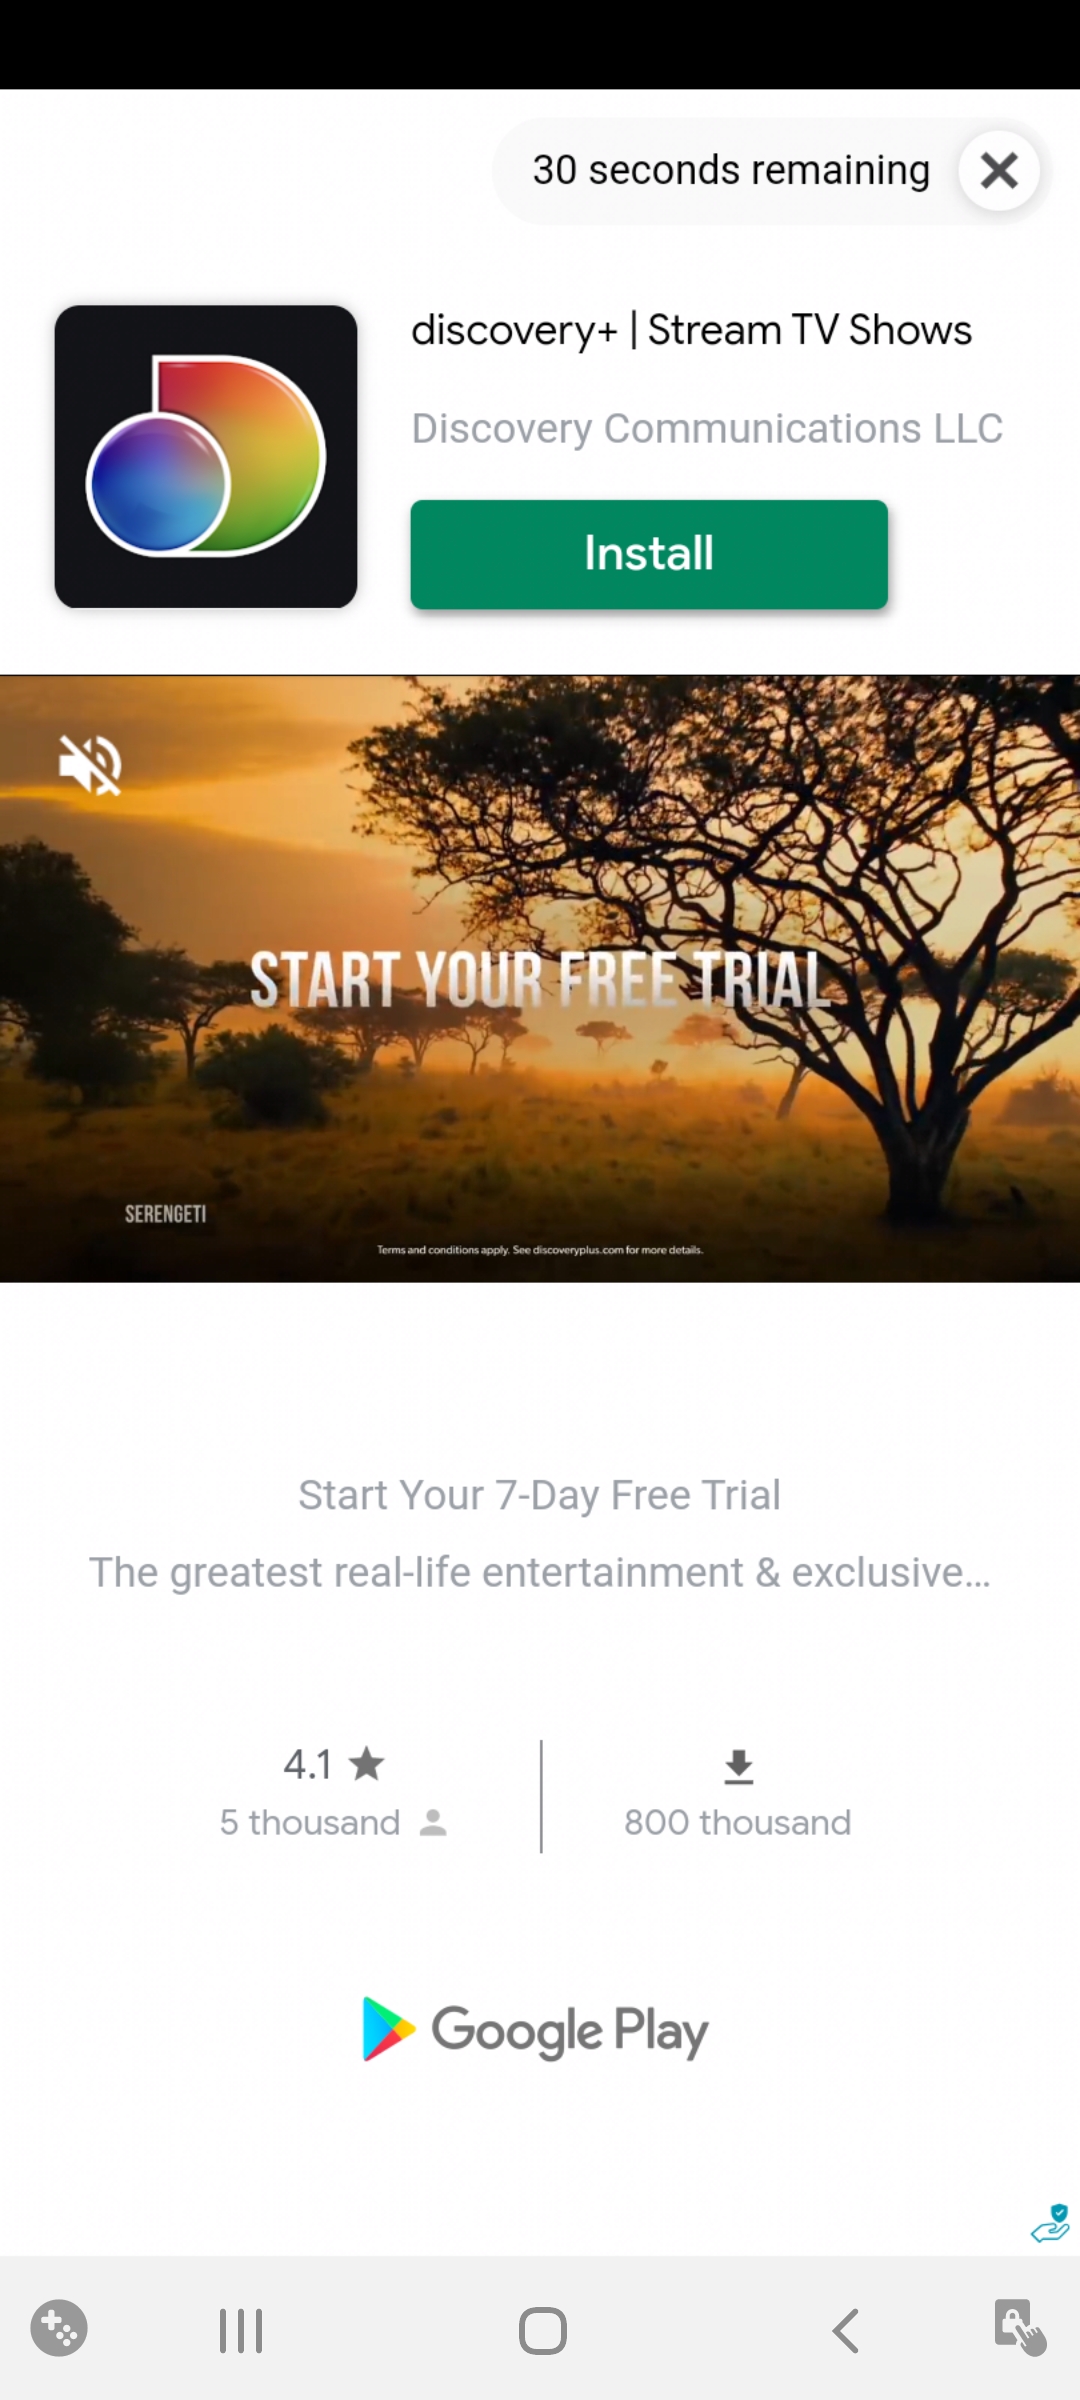 30 seconds remaining
discovery+ | Stream TV Shows
Discovery Communications LLC
Install
START YOUR FREE TRIAL
SERENGETI
Terms and conditions apply. See discoveryplus.com for more details.
Start Your 7-Day Free Trial
The greatest real-life entertainment & exclusive...
4.1
5 thousand
800 thousand
Google Play